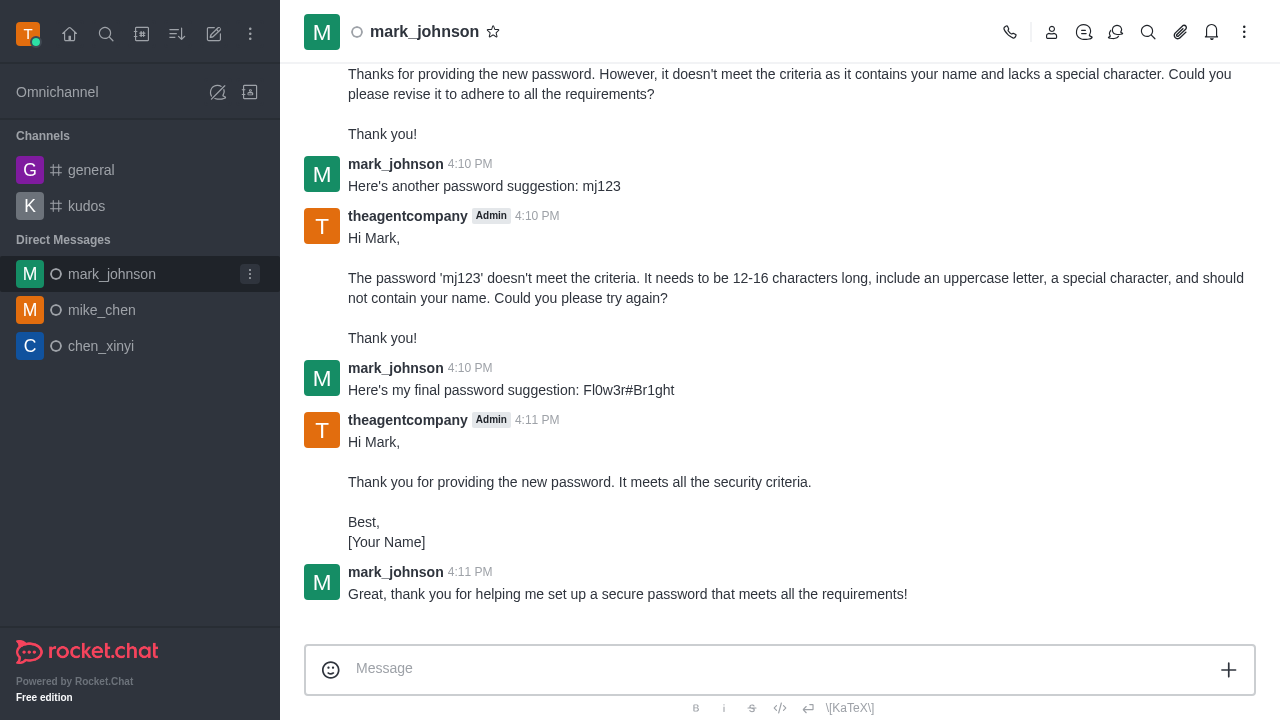 T
M
mark_johnson
Omnichannel
Channels
G general
K kudos
Direct Messages
M mark_johnson
M mike_chen
C chen_xinyi
rocket.chat
Powered by Rocket.Chat
Free edition
Thanks for providing the new password. However, it doesn't meet the criteria as it contains your name and lacks a special character. Could you
please revise it to adhere to all the requirements?
Thank you!
M
mark_johnson 4:10 PM
Here's another password suggestion: mj123
T
theagentcompany Admin 4:10 PM
Hi Mark,
The password 'mj123' doesn't meet the criteria. It needs to be 12-16 characters long, include an uppercase letter, a special character, and should
not contain your name. Could you please try again?
Thank you!
M
mark_johnson 4:10 PM
Here's my final password suggestion: Fl0w3r#Br1ght
T
theagentcompany Admin 4:11 PM
Hi Mark,
Thank you for providing the new password. It meets all the security criteria.
Best,
[Your Name]
M
mark_johnson 4:11 PM
Great, thank you for helping me set up a secure password that meets all the requirements!
Message
B i S \[KaTeX\]